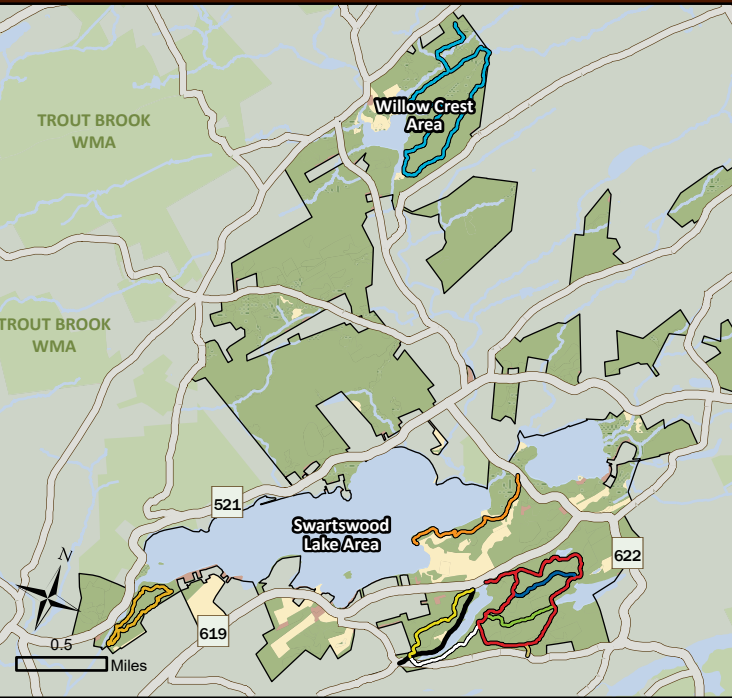 Willow Crest
Area
TROUT BROOK
WMA
TROUT BROOK
WMA
521
Swartswood
Lake Area
622
N
619
0.5
Miles